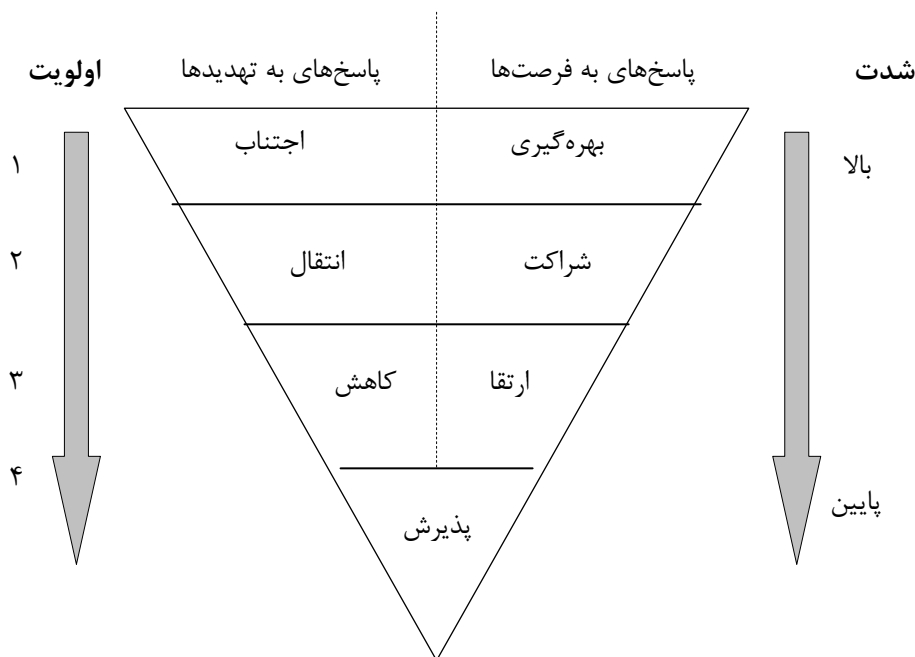 شدت
پاسخ‌های به فرصت‌ها
پاسخ‌های به تهدیدها
اولویت
بالا
بهره‌گیری
اجتناب
۱
شراکت
انتقال
۲
ارتقا
کاهش
۳
پایین
پذیرش
۴